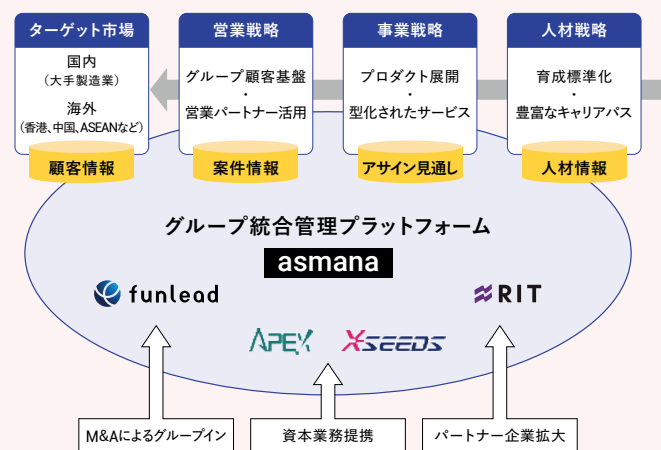 ターゲット市場
国内
（大手製造業）
海外
（香港、中国、ASEANなど）
顧客情報
営業戦略
グループ顧客基盤
・
営業パートナー活用
案件情報
事業戦略
プロダクト展開
・
型化されたサービス
アサイン見通し
人材戦略
育成標準化
・
豊富なキャリアパス
人材情報
グループ統合管理プラットフォーム
asmana
funlead
RIT
APEX
XSEEDS
M&Aによるグループイン
資本業務提携
パートナー企業拡大